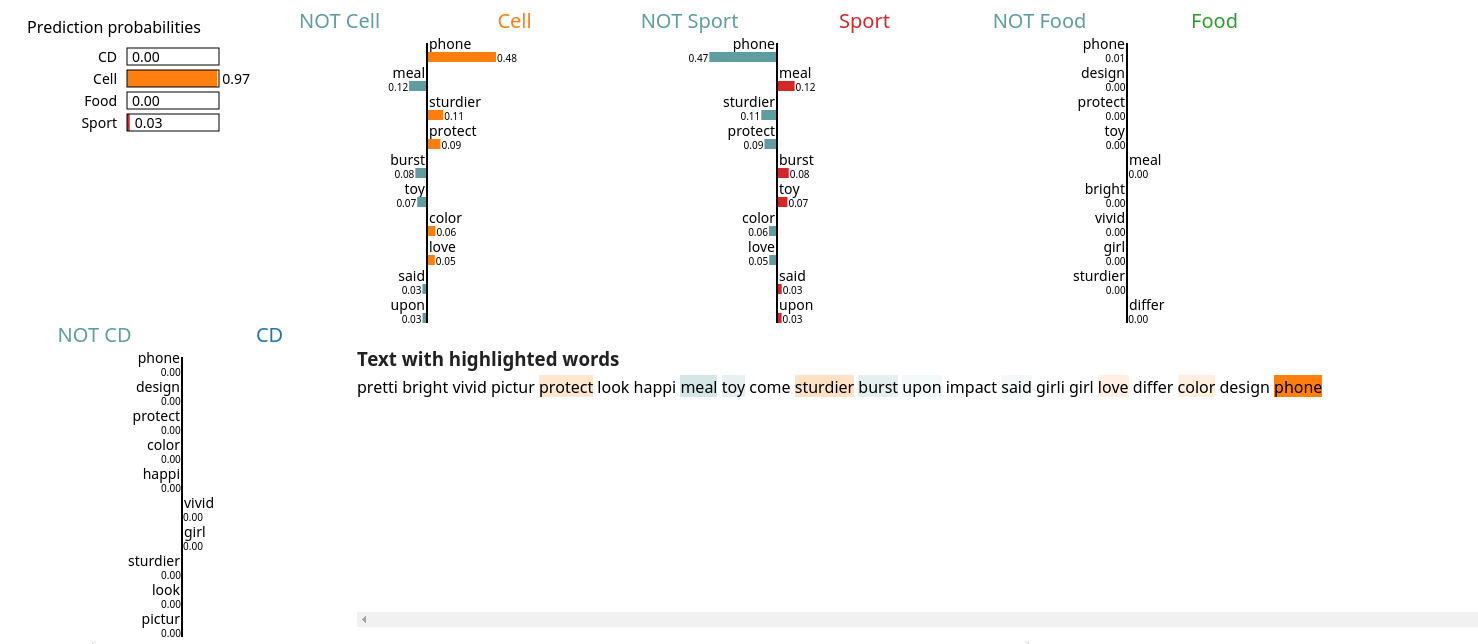 Prediction probabilities
CD 0.00
Cell 0.97
Food 0.00
Sport 0.03
NOT Cell Cell
phone
0.48
meal
0.12
sturdier
0.11
protect
0.09
burst
0.08
toy
0.07
color
0.06
love
0.05
said
0.03
upon
0.03
NOT Sport Sport
phone
0.47
meal
0.12
sturdier
0.11
protect
0.09
burst
0.08
toy
0.07
color
0.06
love
0.05
said
0.03
upon
0.03
NOT Food Food
phone
0.01
design
0.00
protect
0.00
toy
0.00
meal
0.00
bright
0.00
vivid
0.00
girl
0.00
sturdier
0.00
differ
0.00
NOT CD CD
phone
0.00
design
0.00
protect
0.00
color
0.00
happi
0.00
vivid
0.00
girl
0.00
sturdier
0.00
look
0.00
pictur
0.00
Text with highlighted words
pretti bright vivid pictur protect look happi meal toy come sturdier burst upon impact said girli girl love differ color design phone